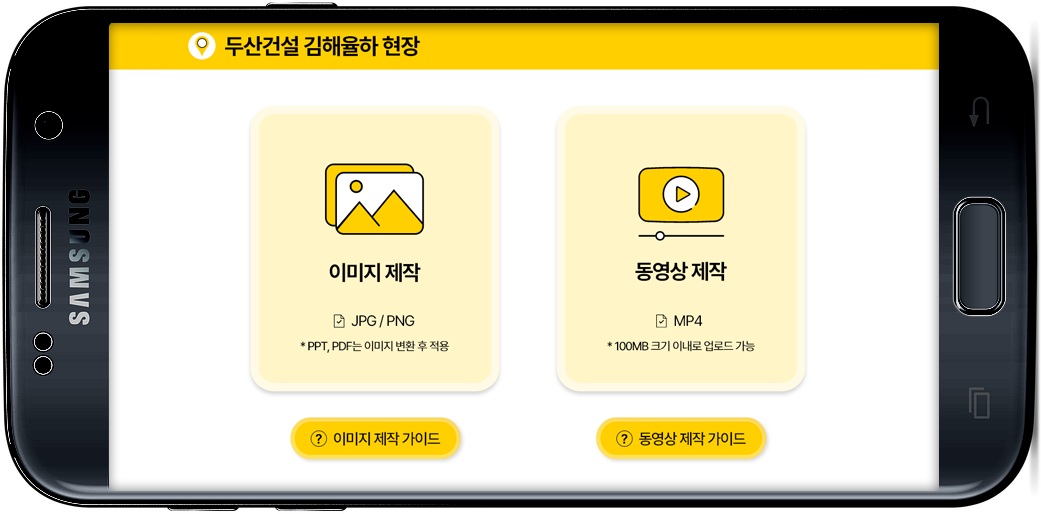 두산건설 김해율하 현장
이미지 제작
JPG / PNG
* PPT, PDF는 이미지 변환 후 적용
? 이미지 제작 가이드
동영상 제작
MP4
* 100MB 크기 이내로 업로드 가능
? 동영상 제작 가이드
SAMSUNG